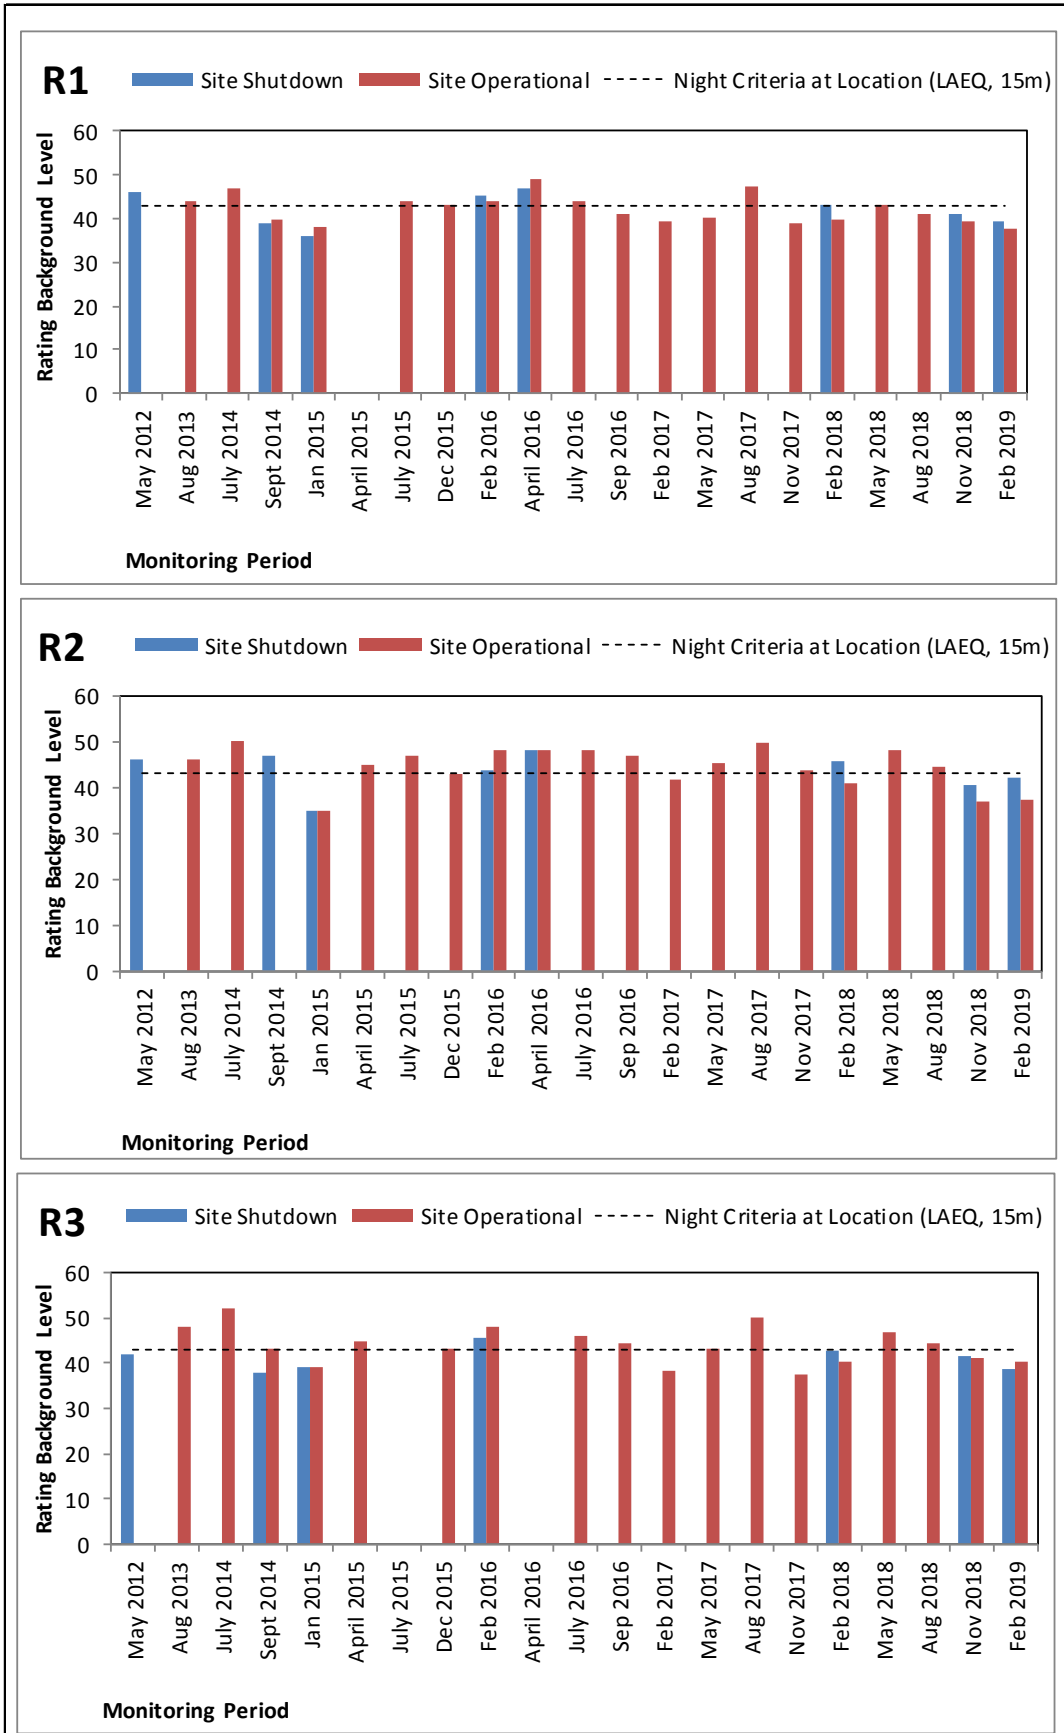 R1
Site Shutdown Site Operational Night Criteria at Location (LAEQ, 15m)
Rating Background Level
60
50
40
30
20
10
0
May 2012
Aug 2013
July 2014
Sept 2014
Jan 2015
April 2015
July 2015
Dec 2015
Feb 2016
April 2016
July 2016
Sep 2016
Feb 2017
May 2017
Aug 2017
Nov 2017
Feb 2018
May 2018
Aug 2018
Nov 2018
Feb 2019
Monitoring Period
R2
Site Shutdown Site Operational Night Criteria at Location (LAEQ, 15m)
Rating Background Level
60
50
40
30
20
10
0
May 2012
Aug 2013
July 2014
Sept 2014
Jan 2015
April 2015
July 2015
Dec 2015
Feb 2016
April 2016
July 2016
Sep 2016
Feb 2017
May 2017
Aug 2017
Nov 2017
Feb 2018
May 2018
Aug 2018
Nov 2018
Feb 2019
Monitoring Period
R3
Site Shutdown Site Operational Night Criteria at Location (LAEQ, 15m)
Rating Background Level
60
50
40
30
20
10
0
May 2012
Aug 2013
July 2014
Sept 2014
Jan 2015
April 2015
July 2015
Dec 2015
Feb 2016
April 2016
July 2016
Sep 2016
Feb 2017
May 2017
Aug 2017
Nov 2017
Feb 2018
May 2018
Aug 2018
Nov 2018
Feb 2019
Monitoring Period